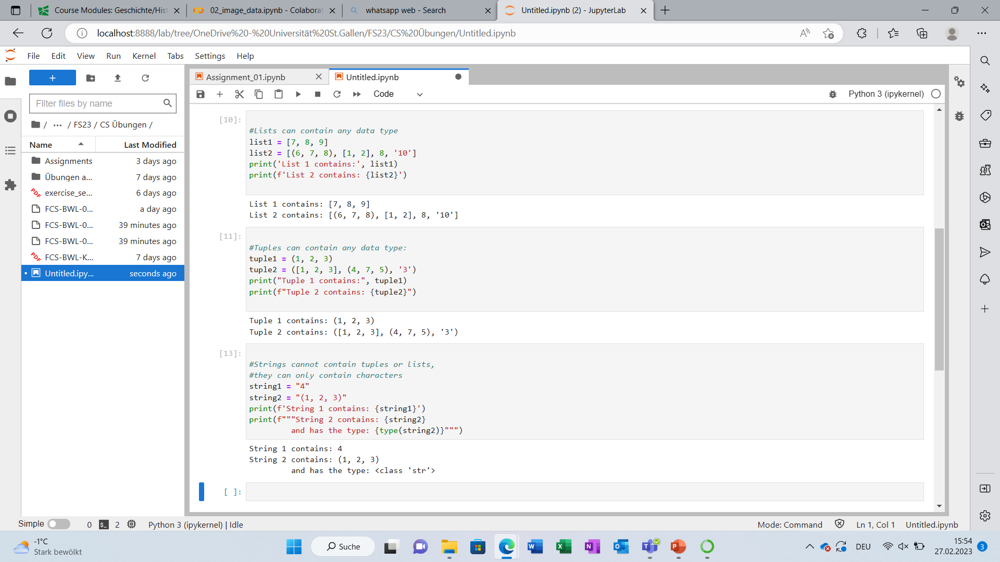 Course Modules: Geschichte/Hist
02_image_data.ipynb - Colaborat
whatsapp web - Search
Untitled.ipynb (2) - JupyterLab
localhost:8888/lab/tree/OneDrive%20-%20Universität%20St.Gallen/FS23/CS%20Übungen/Untitled.ipynb
File Edit View Run Kernel Tabs Settings Help
Assignment_01.ipynb
Untitled.ipynb
Code
Python 3 (ipykernel)
Filter files by name
/ ... / FS23 / CS Übungen /
Name Last Modified
Assignments 3 days ago
Übungen a... 7 days ago
exercise_se... 6 days ago
FCS-BWL-0... a day ago
FCS-BWL-0... 39 minutes ago
FCS-BWL-0... 39 minutes ago
FCS-BWL-K... 7 days ago
Untitled.ipy... seconds ago
[10]:
#Lists can contain any data type
list1 = [7, 8, 9]
list2 = [(6, 7, 8), [1, 2], 8, '10']
print('List 1 contains:', list1)
print(f'List 2 contains: {list2}')
List 1 contains: [7, 8, 9]
List 2 contains: [(6, 7, 8), [1, 2], 8, '10']
[11]:
#Tuples can contain any data type:
tuple1 = (1, 2, 3)
tuple2 = ([1, 2, 3], (4, 7, 5), '3')
print("Tuple 1 contains:", tuple1)
print(f"Tuple 2 contains: {tuple2}")
Tuple 1 contains: (1, 2, 3)
Tuple 2 contains: ([1, 2, 3], (4, 7, 5), '3')
[13]:
#Strings cannot contain tuples or lists,
#they can only contain characters
string1 = "4"
string2 = "(1, 2, 3)"
print(f'String 1 contains: {string1}')
print(f"""String 2 contains: {string2}
and has the type: {type(string2)}""")
String 1 contains: 4
String 2 contains: (1, 2, 3)
and has the type: <class 'str'>
[ ]:
Simple 0 2 Python 3 (ipykernel) | Idle
Mode: Command Ln 1, Col 1 Untitled.ipynb
-1°C
Stark bewölkt
Suche
DEU
15:54
27.02.2023
3